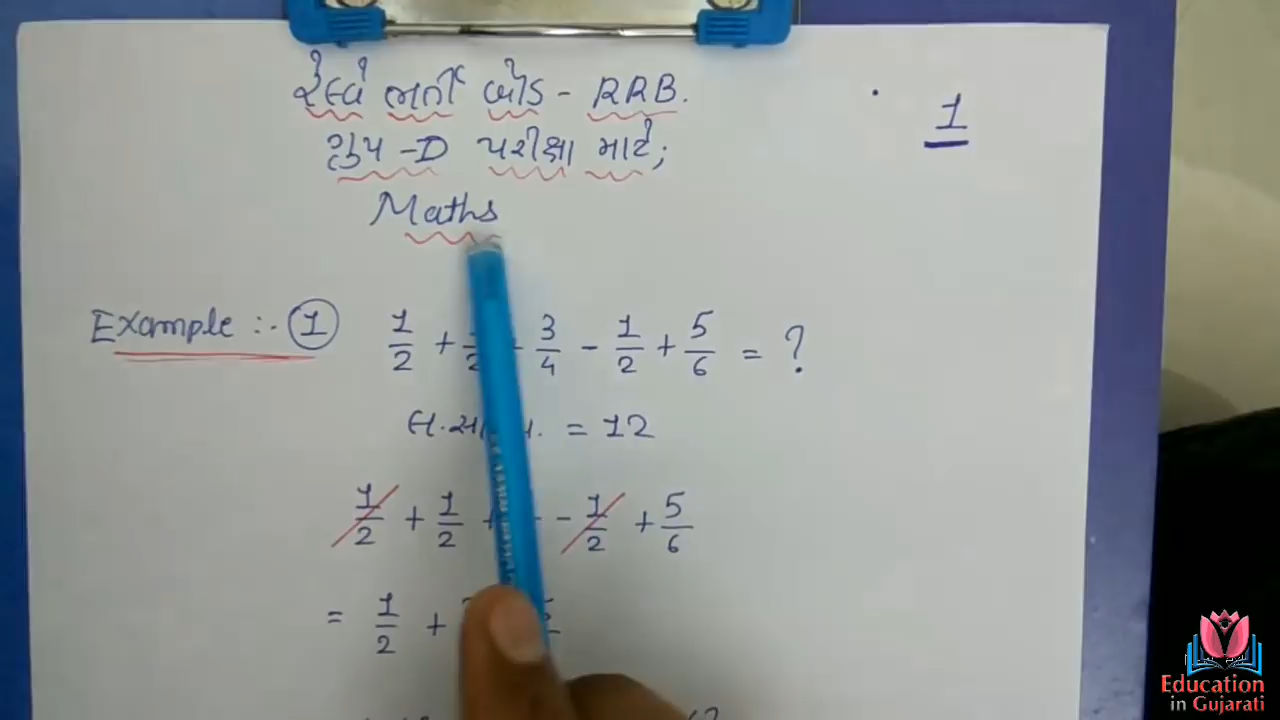 રેલ્વે ભરતી બોર્ડ - RRB.
1
ગ્રુપ -D પરીક્ષા માટે;
Maths
Example :- 1 1/2 + - 3/4 - 1/2 + 5/6 = ?
લ.સા. = 12
1/2 + 1/2 + - 1/2 + 5/6
= 1/2 +
Education
in Gujarati